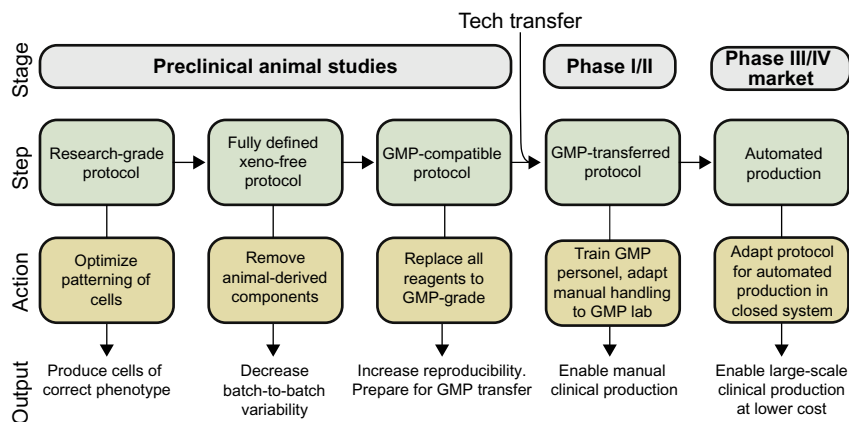 Tech transfer
Stage
Preclinical animal studies
Phase I/II
Phase III/IV
market
Step
Research-grade
protocol
Fully defined
xeno-free
protocol
GMP-compatible
protocol
GMP-transferred
protocol
Automated
production
Action
Optimize
patterning of
cells
Remove
animal-derived
components
Replace all
reagents to
GMP-grade
Train GMP
personel, adapt
manual handling
to GMP lab
Adapt protocol
for automated
production in
closed system
Output
Produce cells of
correct phenotype
Decrease
batch-to-batch
variability
Increase reproducibility.
Prepare for GMP transfer
Enable manual
clinical production
Enable large-scale
clinical production
at lower cost